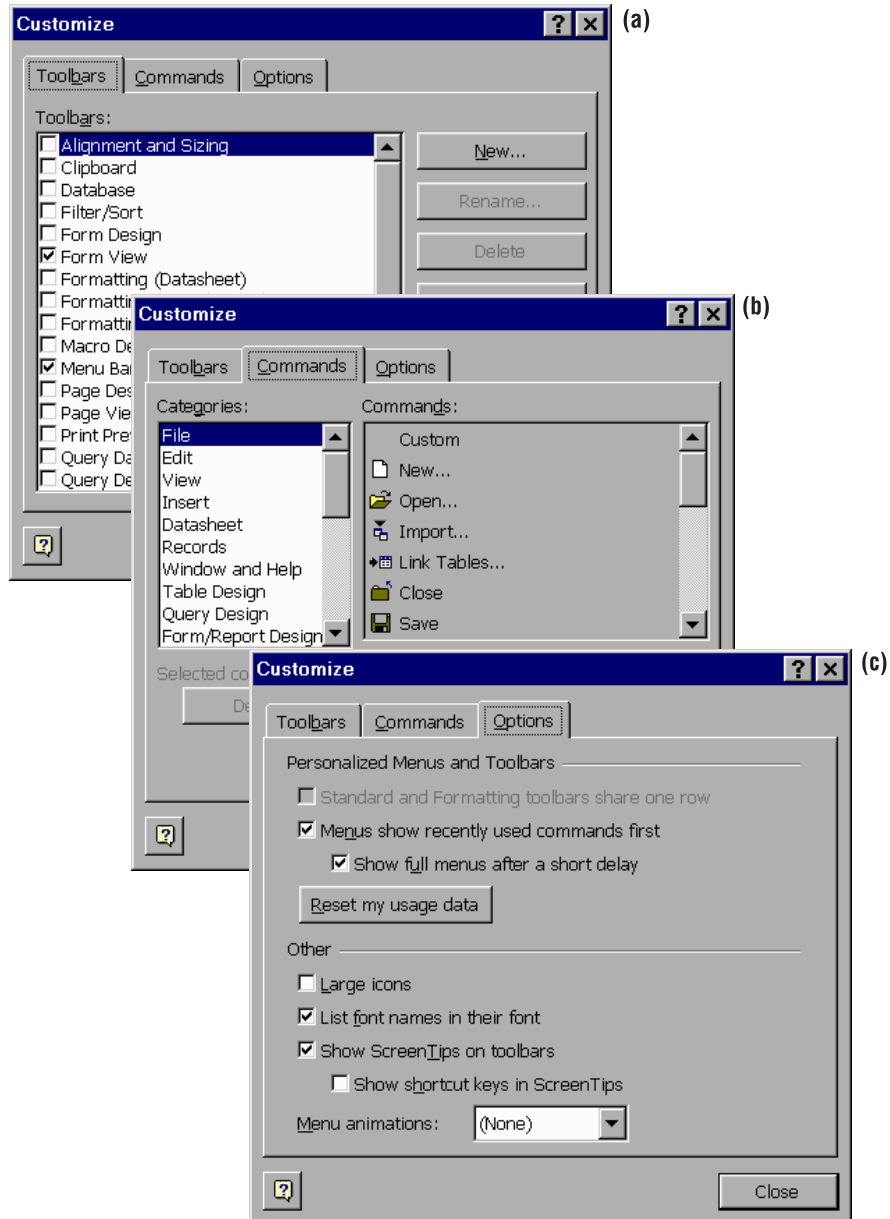 Customize
(a)
Toolbars Commands Options
Toolbars:
Alignment and Sizing
Clipboard
Database
Filter/Sort
Form Design
Form View
Formatting (Datasheet)
New...
Rename...
Delete
Customize
(b)
Toolbars Commands Options
Categories:
File
Edit
View
Insert
Datasheet
Records
Window and Help
Table Design
Query Design
Form/Report Design
Commands:
Custom
New...
Open...
Import...
Link Tables...
Close
Save
Selected
Customize
(c)
Toolbars Commands Options
Personalized Menus and Toolbars
Standard and Formatting toolbars share one row
Menus show recently used commands first
Show full menus after a short delay
Reset my usage data
Other
Large icons
List font names in their font
Show ScreenTips on toolbars
Show shortcut keys in ScreenTips
Menu animations: (None)
Close